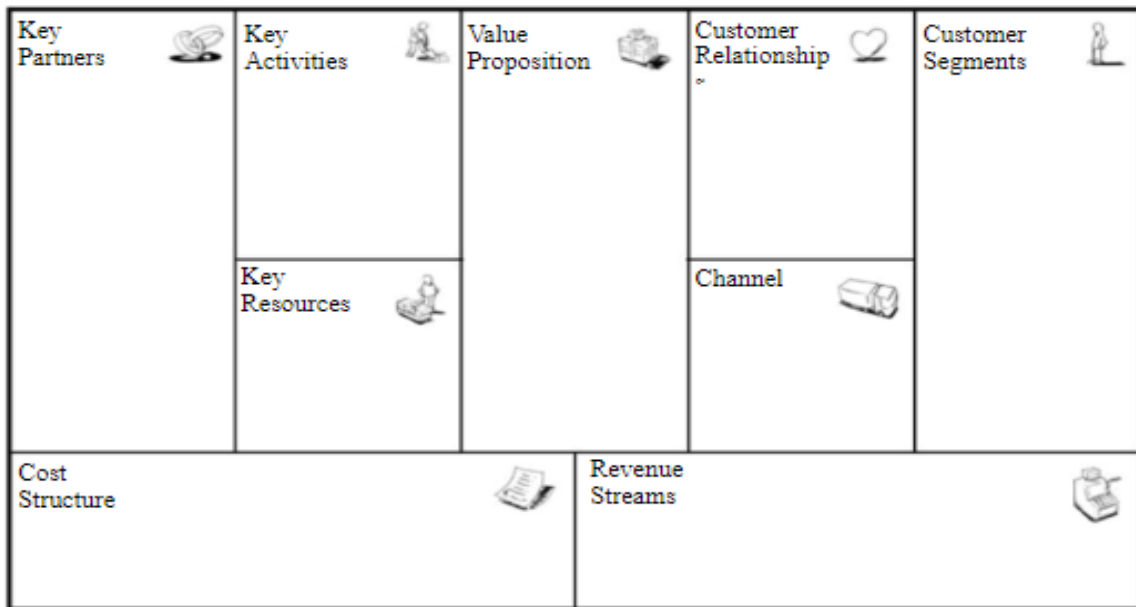 Key
Partners
Key
Activities
Value
Proposition
Customer
Relationship
Customer
Segments
Key
Resources
Channel
Cost
Structure
Revenue
Streams